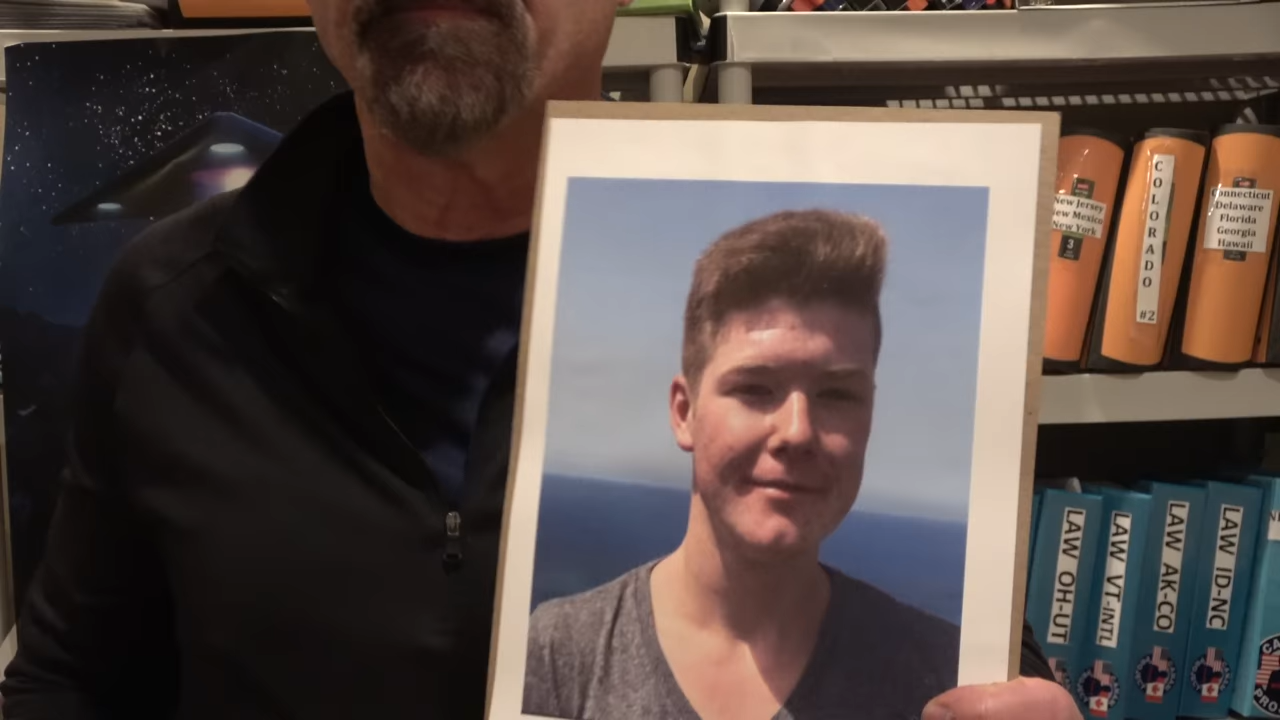 New Jersey
New Mexico
New York
3
COLORADO
#2
Connecticut
Delaware
Florida
Georgia
Hawaii
LAW OH-UT
LAW VT-INTL
LAW AK-CO
LAW ID-NC